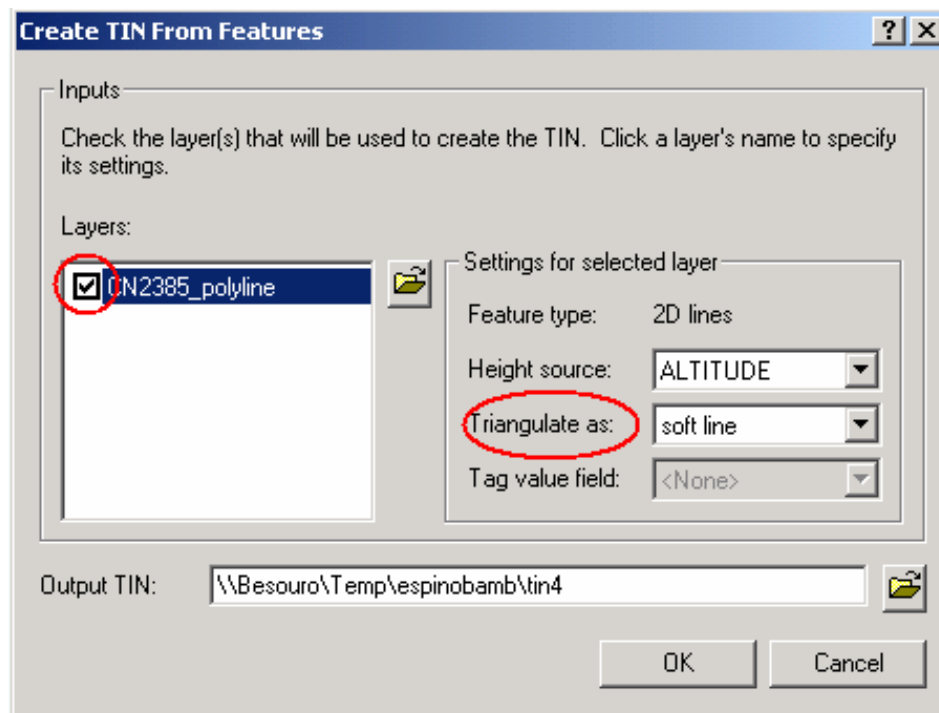 Create TIN From Features
Inputs
Check the layer(s) that will be used to create the TIN. Click a layer's name to specify
its settings.
Layers:
CN2385_polyline
Settings for selected layer
Feature type: 2D lines
Height source: ALTITUDE
Triangulate as: soft line
Tag value field: <None>
Output TIN: \\Besouro\Temp\espinobamb\tin4
OK Cancel